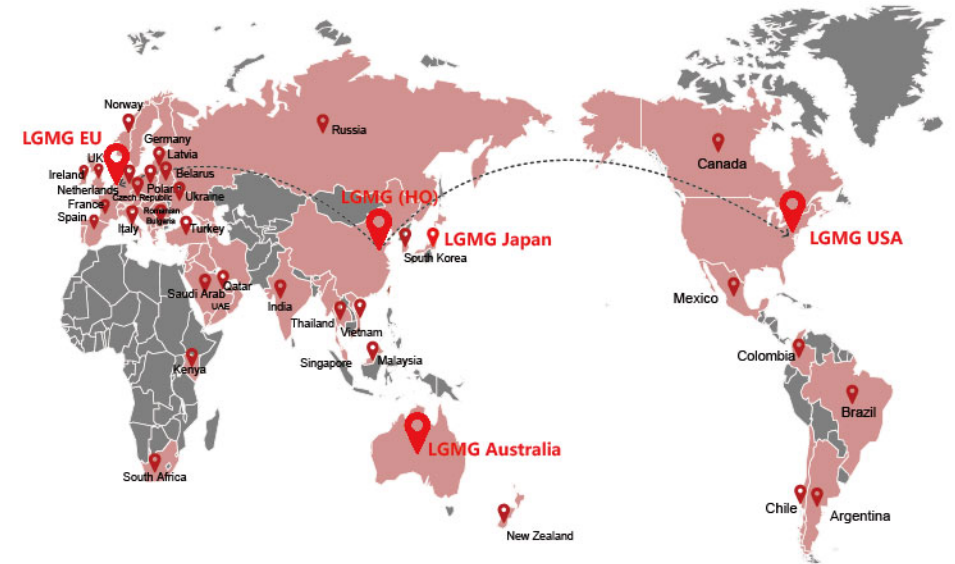 Norway
Russia
LGMG EU
Germany
UK
Latvia
Ireland
Belarus
Canada
Netherlands
Poland
Czech Republic
Ukraine
LGMG (HQ)
France
Romanian
Spain
Bulgaria
Italy
Turkey
LGMG Japan
LGMG USA
South Korea
Saudi Arab
Qatar
UAE
India
Mexico
Thailand
Vietnam
Singapore
Malaysia
Colombia
Kenya
Brazil
LGMG Australia
South Africa
Chile
Argentina
New Zealand